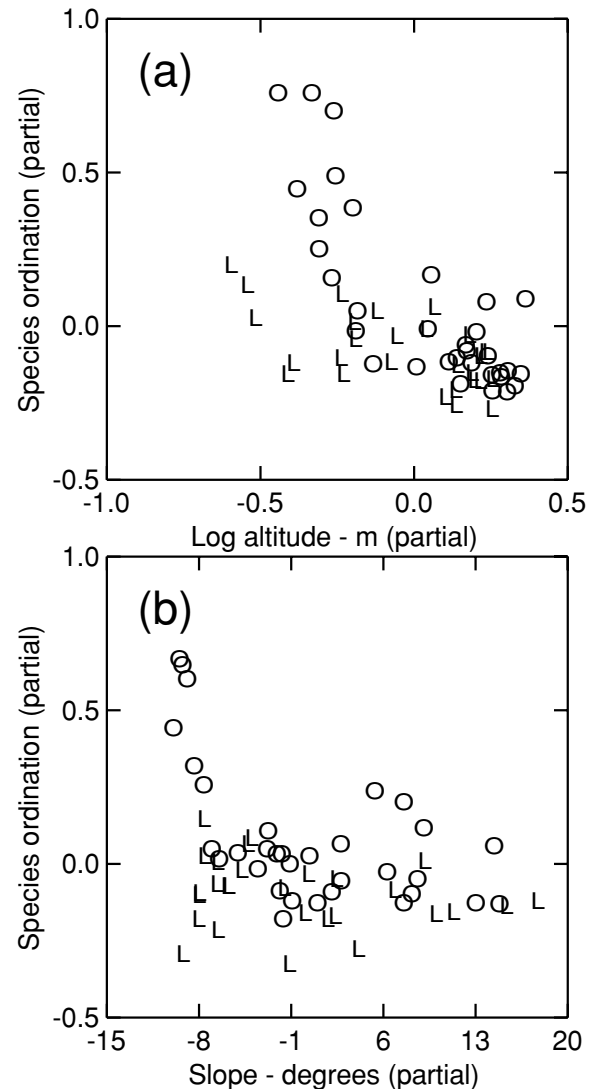 1.0
(a)
0.5
0.0
-0.5
Species ordination (partial)
-1.0 -0.5 0.0 0.5
Log altitude - m (partial)
1.0
(b)
0.5
0.0
-0.5
Species ordination (partial)
-15 -8 -1 6 13 20
Slope - degrees (partial)